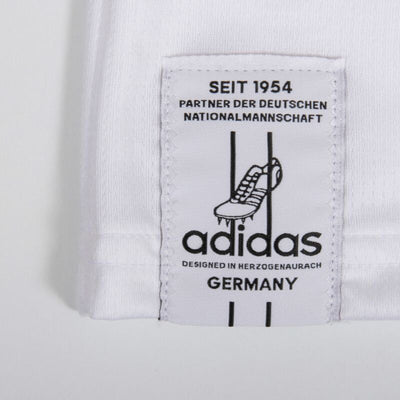 SEIT 1954
PARTNER DER DEUTSCHEN
NATIONALMANNSCHAFT
adidas
DESIGNED IN HERZOGENAURACH
GERMANY